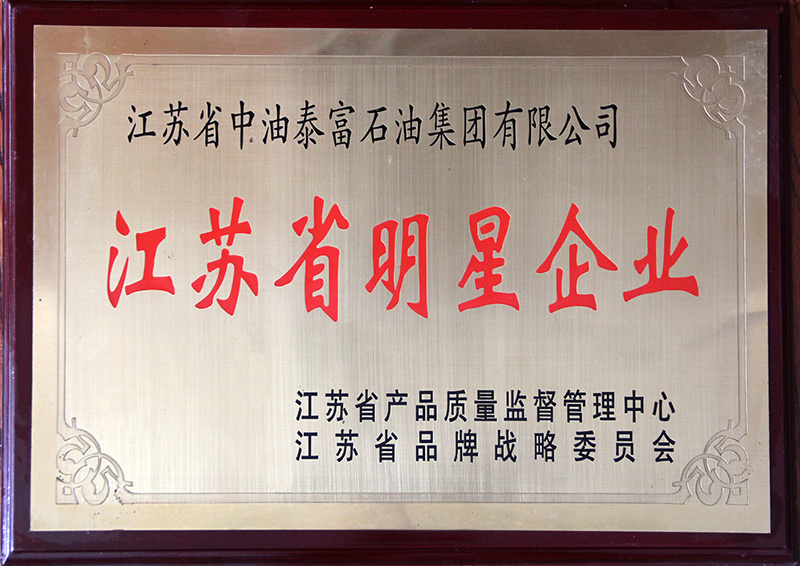 江苏省中油泰富石油集团有限公司
江苏省明星企业
江苏省产品质量监督管理中心
江苏省品牌战略委员会